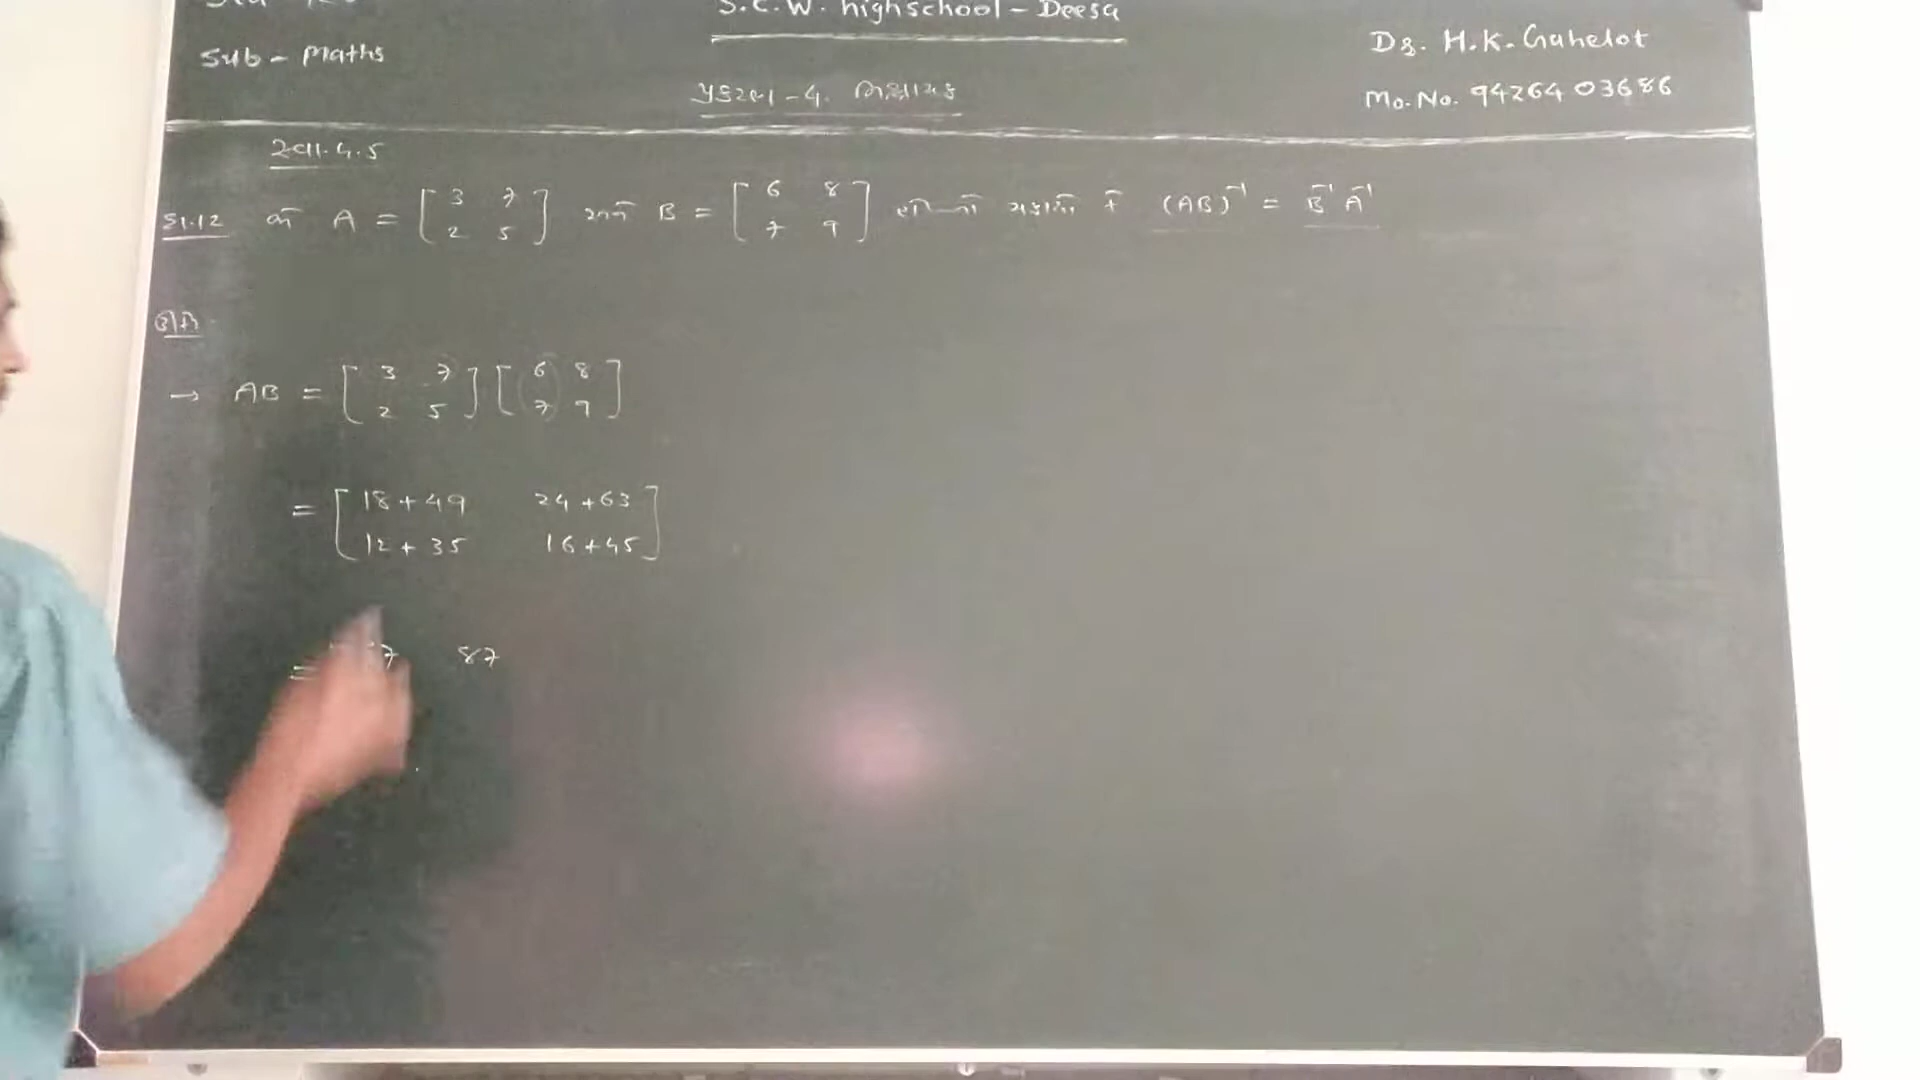 S.C.W. highschool - Deesa
Sub - Maths
Dr. H.K. Gahelot
Mo. No. 94264 03686
પ્રકરણ - 4. નિશ્ચાયક
સ્વા. 4.5
દા.12 જો A = [ 3 7 અને B = [ 6 8 હોય તો ચકાસો કે (AB)⁻¹ = B⁻¹ A⁻¹
2 5 ] 7 9 ]
→ AB = [ 3 7 ] [ 6 8 ]
2 5 7 9
= [ 18 + 49 24 + 63 ]
12 + 35 16 + 45
= 87